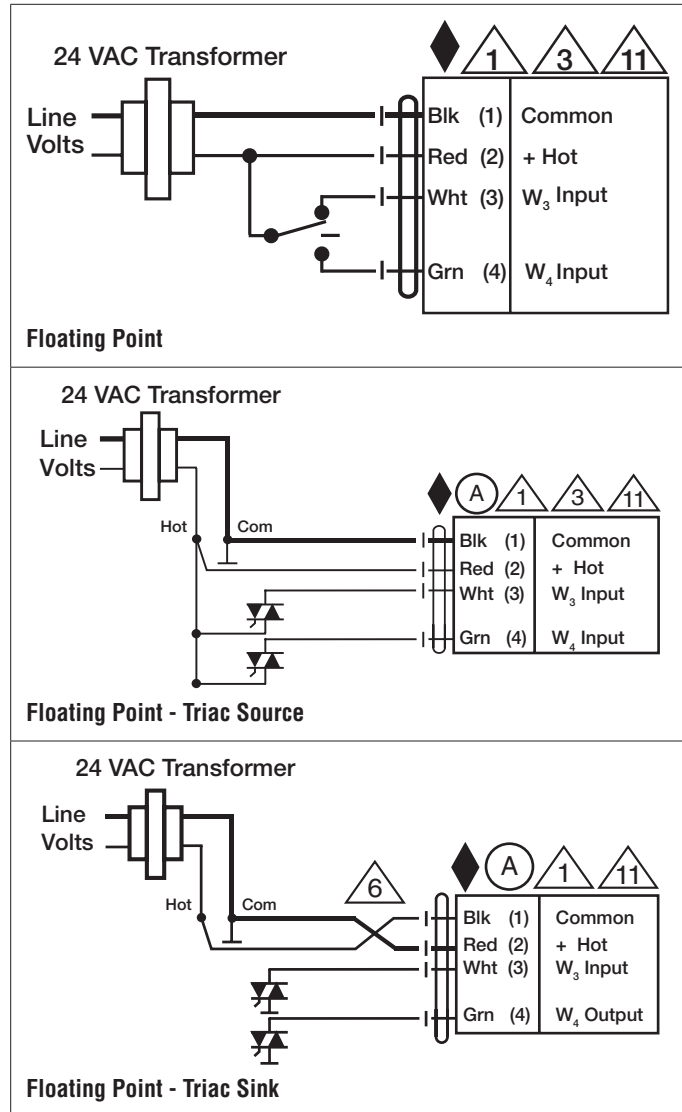 24 VAC Transformer
1 3 11
Line
Volts
Blk (1) Common
Red (2) + Hot
Wht (3) W3 Input
Grn (4) W4 Input
Floating Point
24 VAC Transformer
Line
Volts
A 1 3 11
Hot Com
Blk (1) Common
Red (2) + Hot
Wht (3) W3 Input
Grn (4) W4 Input
Floating Point - Triac Source
24 VAC Transformer
Line
Volts
6 A 1 11
Hot Com
Blk (1) Common
Red (2) + Hot
Wht (3) W3 Input
Grn (4) W4 Output
Floating Point - Triac Sink